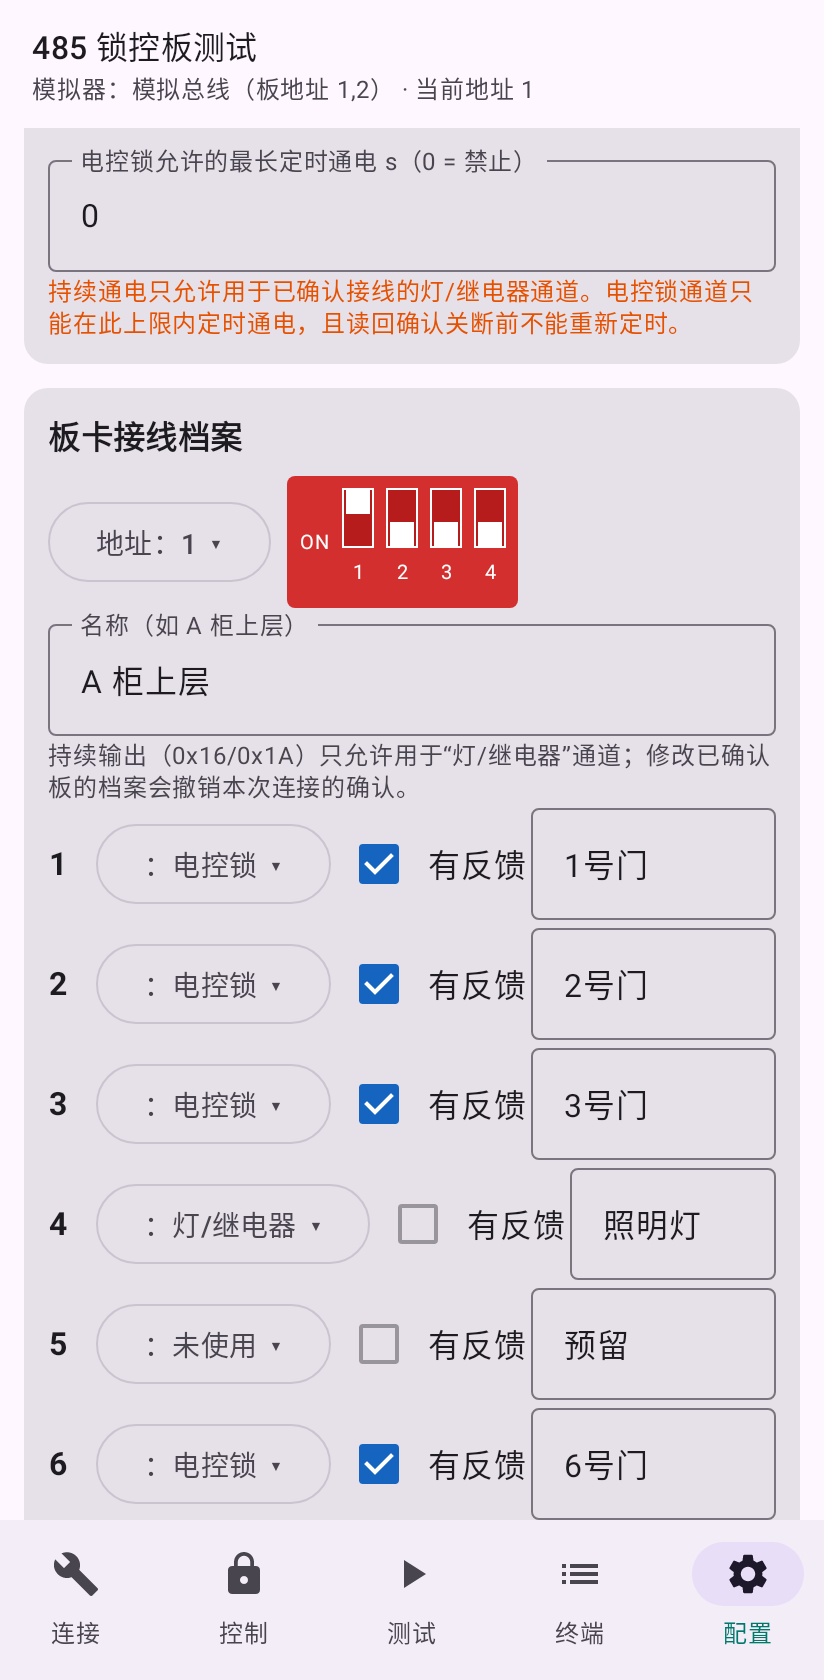 485 锁控板测试
模拟器：模拟总线（板地址 1,2） · 当前地址 1
电控锁允许的最长定时通电 s（0 = 禁止）
0
持续通电只允许用于已确认接线的灯/继电器通道。电控锁通道只
能在此上限内定时通电，且读回确认关断前不能重新定时。
板卡接线档案
地址：1 ▾
ON
1 2 3 4
名称（如 A 柜上层）
A 柜上层
持续输出（0x16/0x1A）只允许用于“灯/继电器”通道；修改已确认
板的档案会撤销本次连接的确认。
1 ：电控锁 ▾ 有反馈 1号门
2 ：电控锁 ▾ 有反馈 2号门
3 ：电控锁 ▾ 有反馈 3号门
4 ：灯/继电器 ▾ 有反馈 照明灯
5 ：未使用 ▾ 有反馈 预留
6 ：电控锁 ▾ 有反馈 6号门
连接 控制 测试 终端 配置